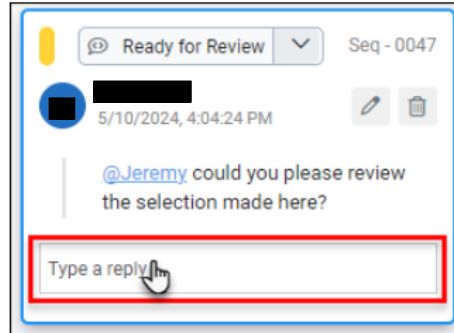 Ready for Review Seq - 0047
5/10/2024, 4:04:24 PM
@Jeremy could you please review
the selection made here?
Type a reply